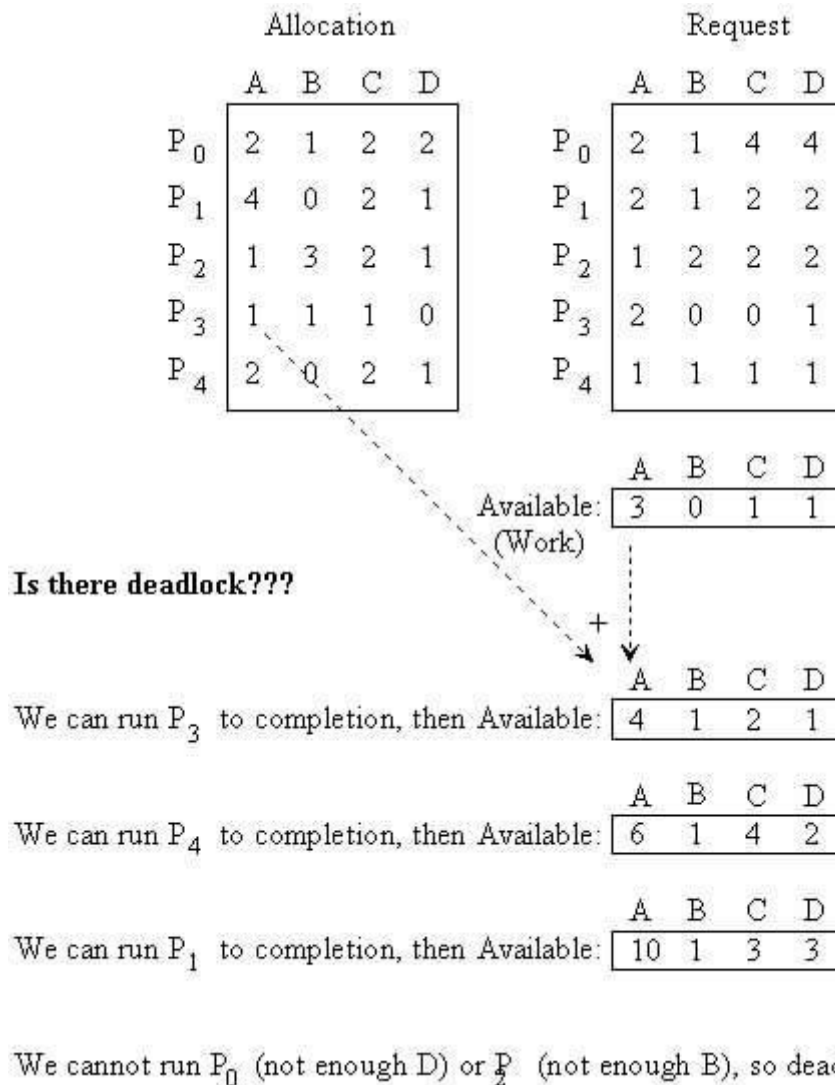 Allocation Request
A B C D A B C D
P0 2 1 2 2 P0 2 1 4 4
P1 4 0 2 1 P1 2 1 2 2
P2 1 3 2 1 P2 1 2 2 2
P3 1 1 1 0 P3 2 0 0 1
P4 2 0 2 1 P4 1 1 1 1
A B C D
Available: 3 0 1 1
(Work)
Is there deadlock???
+
A B C D
We can run P3 to completion, then Available: 4 1 2 1
A B C D
We can run P4 to completion, then Available: 6 1 4 2
A B C D
We can run P1 to completion, then Available: 10 1 3 3
We cannot run P0 (not enough D) or P2 (not enough B), so